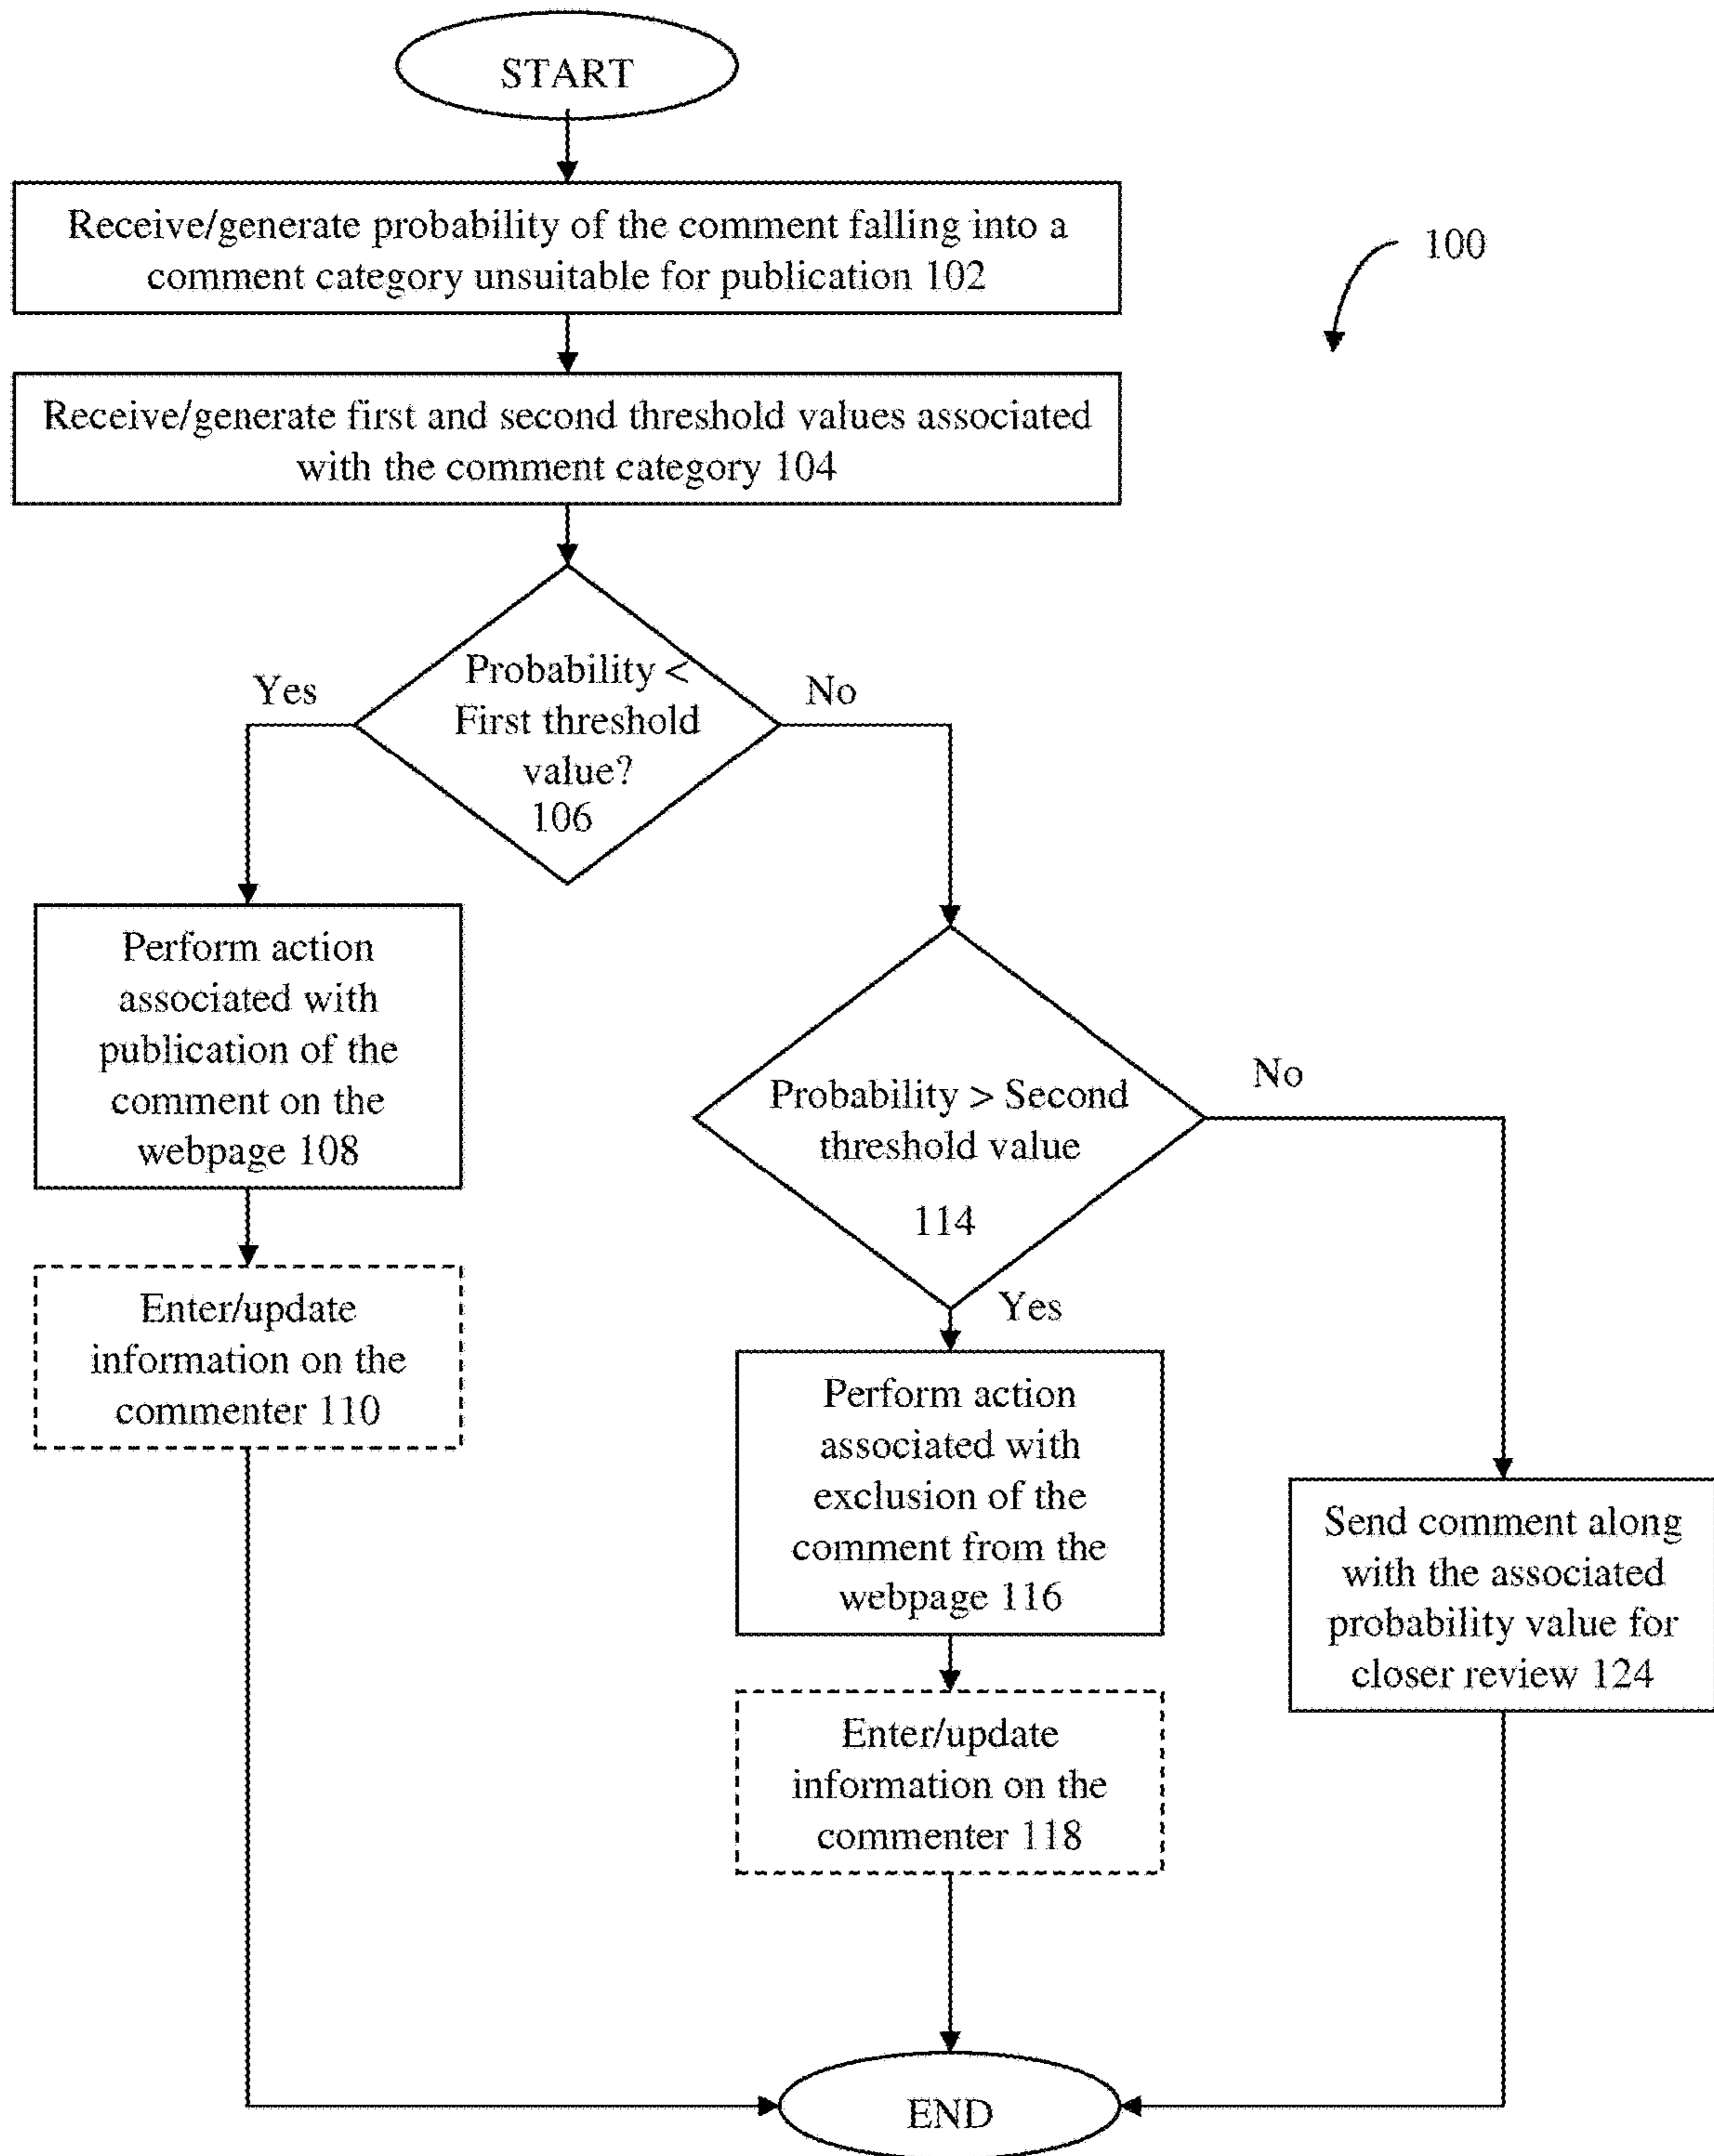 START
Receive/generate probability of the comment falling into a
comment category unsuitable for publication 102
100
Receive/generate first and second threshold values associated
with the comment category 104
Probability <
First threshold
value?
106
Yes
No
Perform action
associated with
publication of the
comment on the
webpage 108
Enter/update
information on the
commenter 110
Probability > Second
threshold value
114
No
Yes
Perform action
associated with
exclusion of the
comment from the
webpage 116
Enter/update
information on the
commenter 118
Send comment along
with the associated
probability value for
closer review 124
END